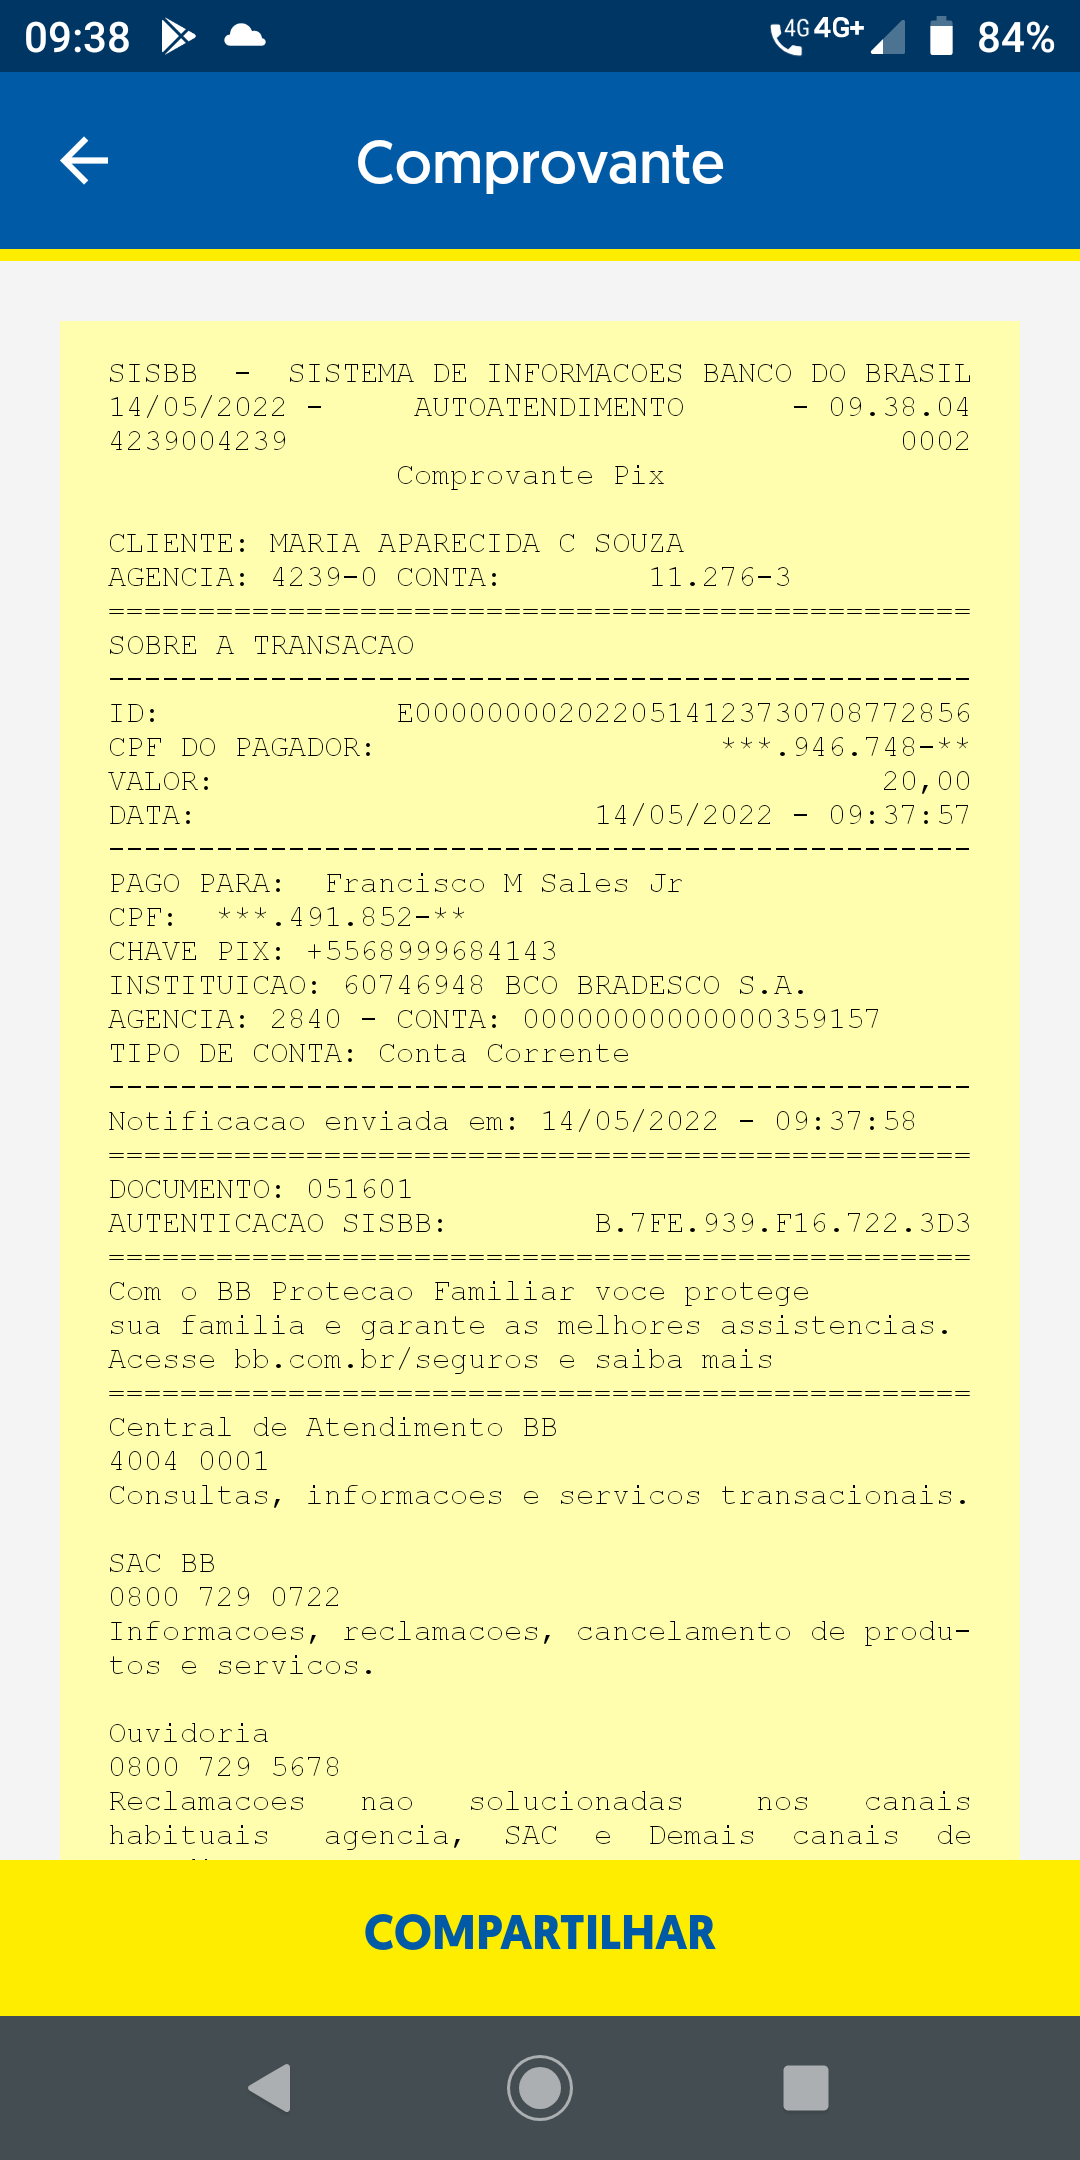 09:38 4G 4G+ 84%
Comprovante
SISBB - SISTEMA DE INFORMACOES BANCO DO BRASIL
14/05/2022 - AUTOATENDIMENTO - 09.38.04
4239004239 0002
Comprovante Pix
CLIENTE: MARIA APARECIDA C SOUZA
AGENCIA: 4239-0 CONTA: 11.276-3
================================================
SOBRE A TRANSACAO
------------------------------------------------
ID: E0000000020220514123730708772856
CPF DO PAGADOR: ***.946.748-**
VALOR: 20,00
DATA: 14/05/2022 - 09:37:57
------------------------------------------------
PAGO PARA: Francisco M Sales Jr
CPF: ***.491.852-**
CHAVE PIX: +5568999684143
INSTITUICAO: 60746948 BCO BRADESCO S.A.
AGENCIA: 2840 - CONTA: 00000000000000359157
TIPO DE CONTA: Conta Corrente
------------------------------------------------
Notificacao enviada em: 14/05/2022 - 09:37:58
================================================
DOCUMENTO: 051601
AUTENTICACAO SISBB: B.7FE.939.F16.722.3D3
================================================
Com o BB Protecao Familiar voce protege
sua familia e garante as melhores assistencias.
Acesse bb.com.br/seguros e saiba mais
================================================
Central de Atendimento BB
4004 0001
Consultas, informacoes e servicos transacionais.
SAC BB
0800 729 0722
Informacoes, reclamacoes, cancelamento de produ-
tos e servicos.
Ouvidoria
0800 729 5678
Reclamacoes nao solucionadas nos canais
habituais agencia, SAC e Demais canais de
COMPARTILHAR